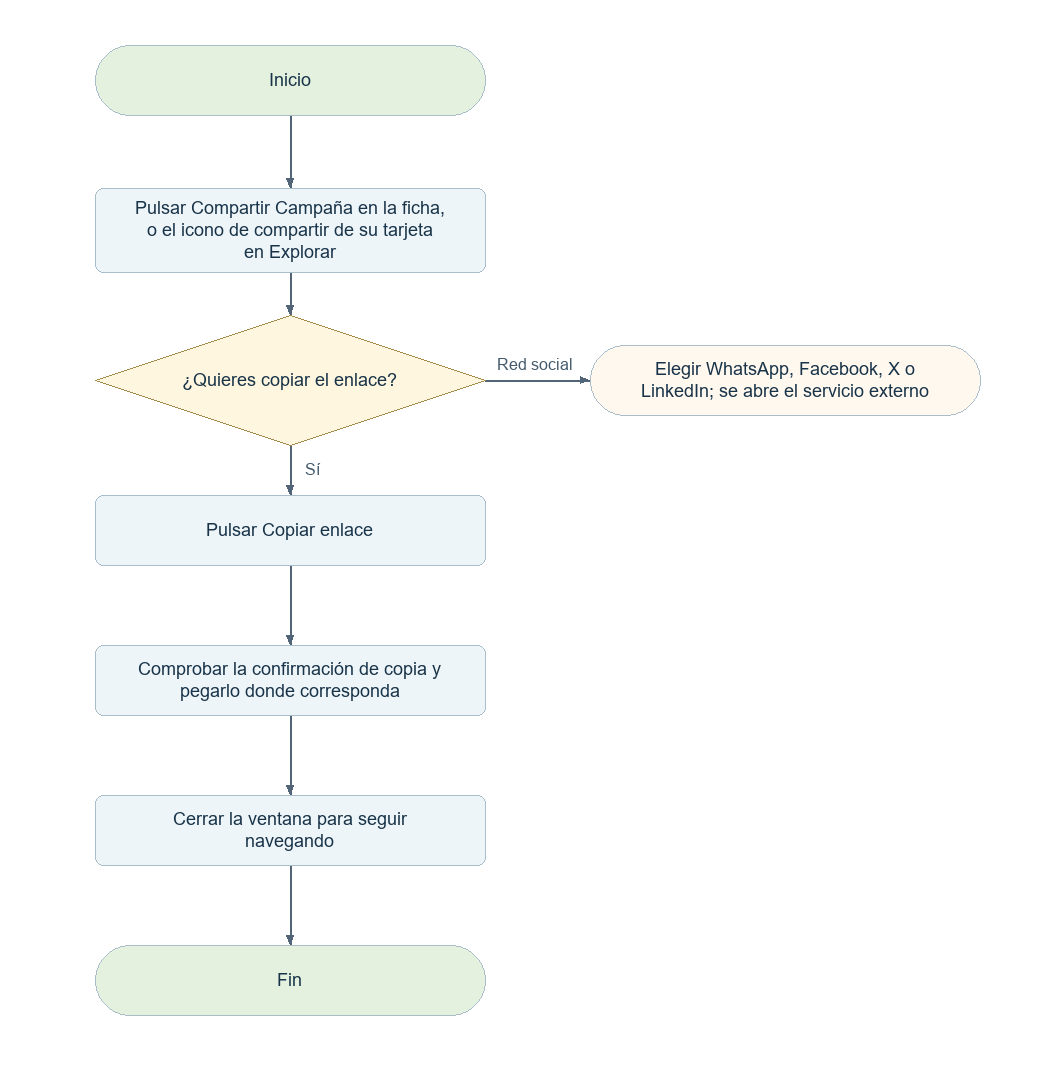 Inicio
Pulsar Compartir Campaña en la ficha,
o el icono de compartir de su tarjeta
en Explorar
¿Quieres copiar el enlace?
Red social
Elegir WhatsApp, Facebook, X o
LinkedIn; se abre el servicio externo
Sí
Pulsar Copiar enlace
Comprobar la confirmación de copia y
pegarlo donde corresponda
Cerrar la ventana para seguir
navegando
Fin